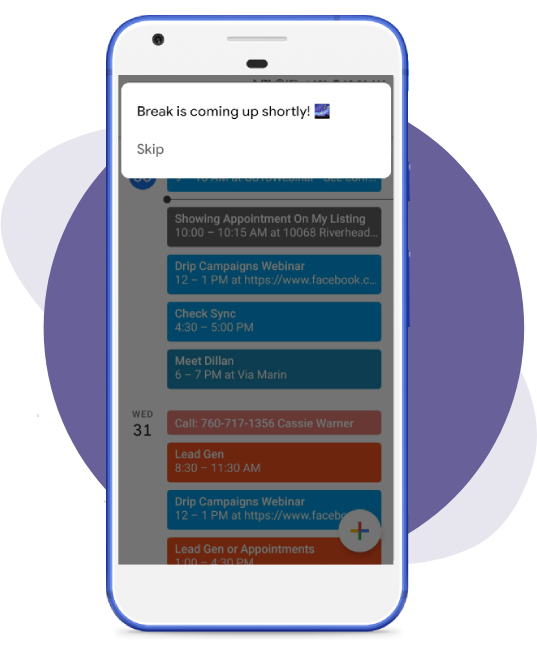 Break is coming up shortly! 🌌
Skip
Showing Appointment On My Listing
10:00 – 10:15 AM at 10068 Riverhead...
Drip Campaigns Webinar
12 – 1 PM at https://www.facebook.c...
Check Sync
4:30 – 5:00 PM
Meet Dillan
6 – 7 PM at Via Marin
WED
31
Call: 760-717-1356 Cassie Warner
Lead Gen
8:30 – 11:30 AM
Drip Campaigns Webinar
12 – 1 PM at https://www.facebo
Lead Gen or Appointments
1:00 – 4:30 PM